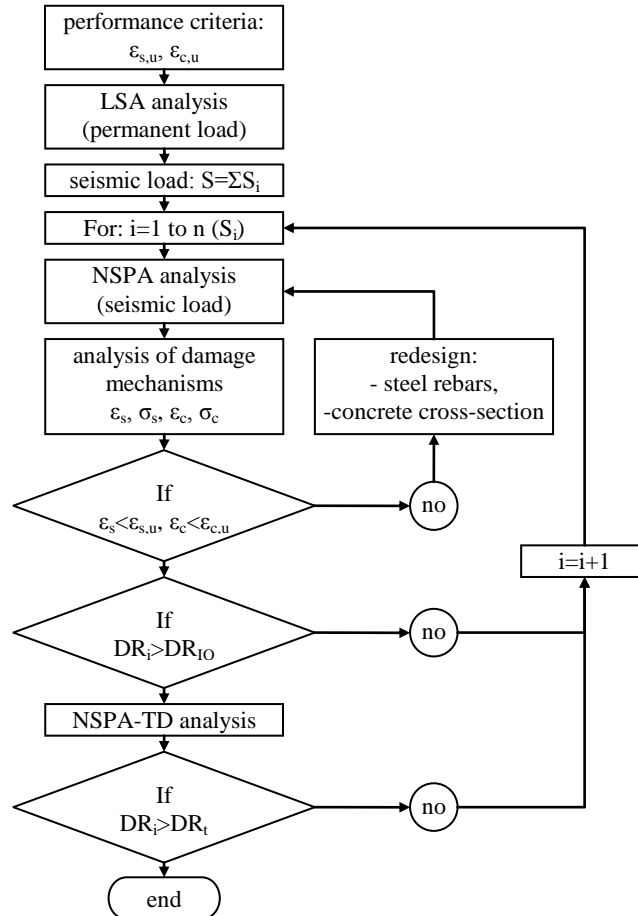 performance criteria:
εs,u, εc,u
LSA analysis
(permanent load)
seismic load: S=ΣSi
For: i=1 to n (Si)
NSPA analysis
(seismic load)
analysis of damage
mechanisms
εs, σs, εc, σc
redesign:
- steel rebars,
-concrete cross-section
If
εs<εs,u, εc<εc,u
no
i=i+1
If
DRi>DRIO
no
NSPA-TD analysis
If
DRi>DRt
no
end